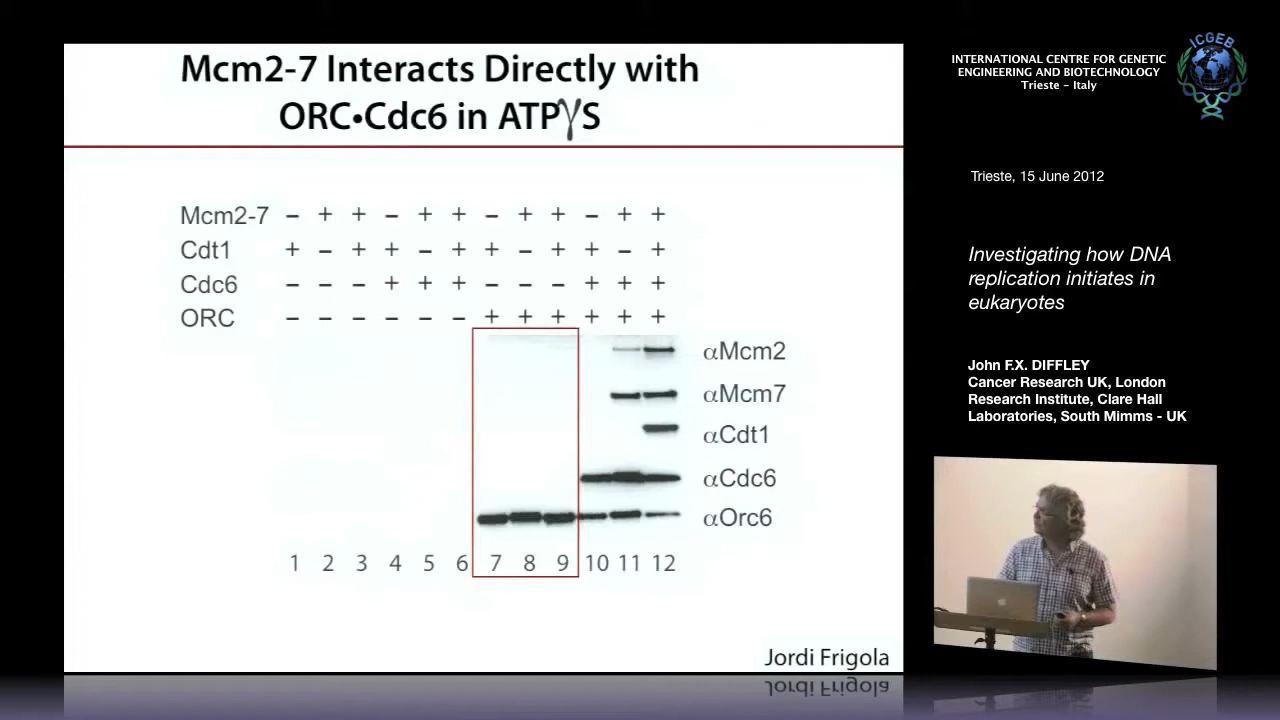 Mcm2-7 Interacts Directly with
ORC•Cdc6 in ATPγS
Mcm2-7 – + + – + + – + + – + +
Cdt1 + – + + – + + – + + – +
Cdc6 – – – + + + – – – + + +
ORC – – – – – – + + + + + +
αMcm2
αMcm7
αCdt1
αCdc6
αOrc6
1 2 3 4 5 6 7 8 9 10 11 12
Jordi Frigola
INTERNATIONAL CENTRE FOR GENETIC
ENGINEERING AND BIOTECHNOLOGY
Trieste - Italy
ICGEB
Trieste, 15 June 2012
Investigating how DNA
replication initiates in
eukaryotes
John F.X. DIFFLEY
Cancer Research UK, London
Research Institute, Clare Hall
Laboratories, South Mimms - UK